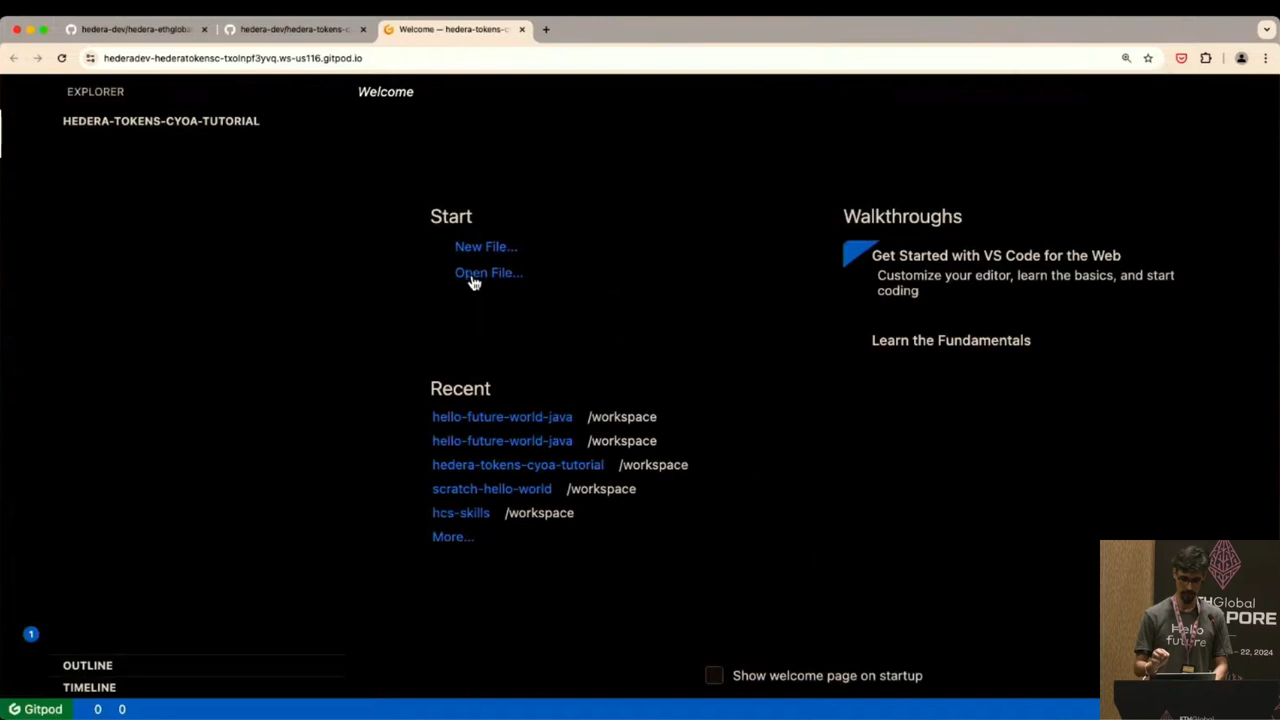 hedera-dev/hedera-ethgloba
hedera-dev/hedera-tokens-c
Welcome — hedera-tokens-c
hederadev-hederatokensc-txolnpf3yvq.ws-us116.gitpod.io
EXPLORER
Welcome
HEDERA-TOKENS-CYOA-TUTORIAL
Start
New File...
Open File...
Walkthroughs
Get Started with VS Code for the Web
Customize your editor, learn the basics, and start
coding
Learn the Fundamentals
Recent
hello-future-world-java /workspace
hello-future-world-java /workspace
hedera-tokens-cyoa-tutorial /workspace
scratch-hello-world /workspace
hcs-skills /workspace
More...
1
OUTLINE
TIMELINE
Show welcome page on startup
Gitpod 0 0
THGlobal
PORE
– 22, 2024
Hello
future
ETHGlobal